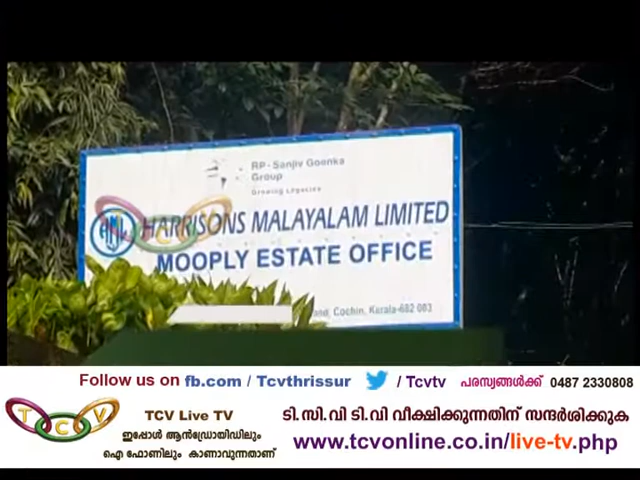 RP - Sanjiv Goenka
Group
Growing Legacies
HML
HARRISONS MALAYALAM LIMITED
MOOPLY ESTATE OFFICE
Cochin, Kerala-682 003
TCV
Follow us on fb.com / Tcvthrissur / Tcvtv പരസ്യങ്ങൾക്ക് 0487 2330808
TCV
TCV Live TV
ഇപ്പോൾ ആൻഡ്രോയിഡിലും
ഐ ഫോണിലും കാണാവുന്നതാണ്
ടി.സി.വി ടി.വി വീക്ഷിക്കുന്നതിന് സന്ദർശിക്കുക
www.tcvonline.co.in/live-tv.php